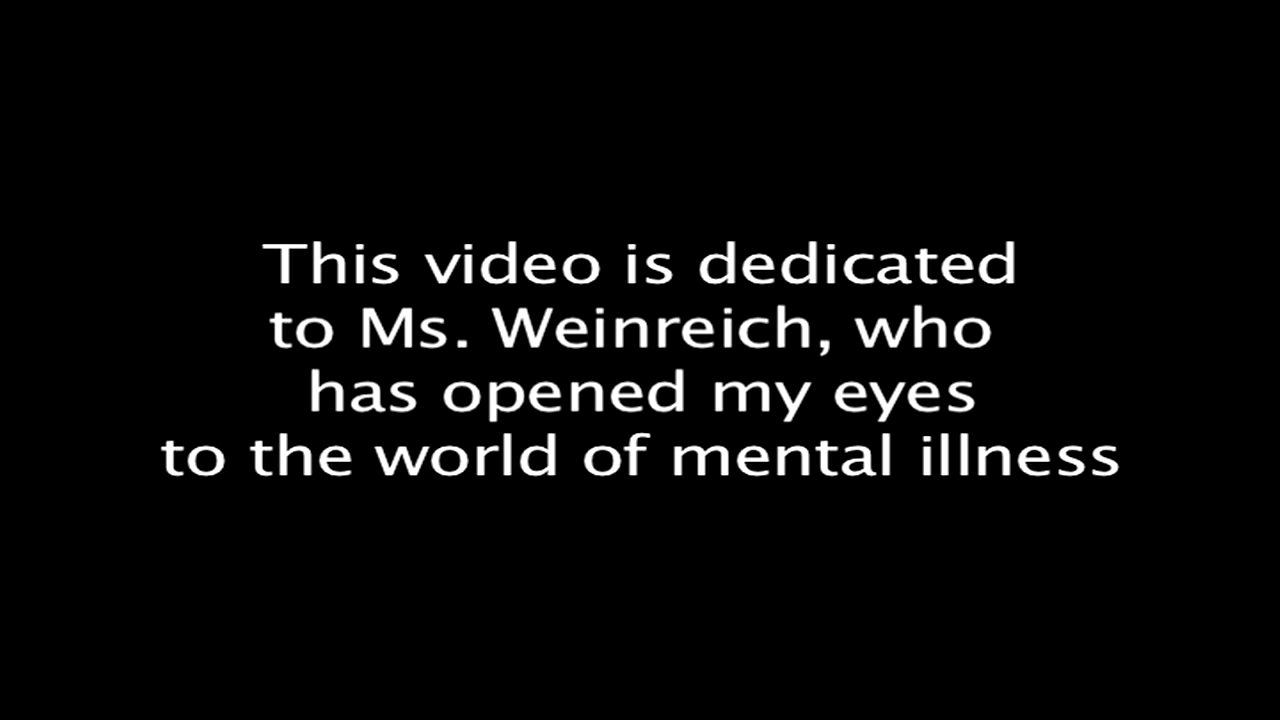 This video is dedicated
to Ms. Weinreich, who
has opened my eyes
to the world of mental illness